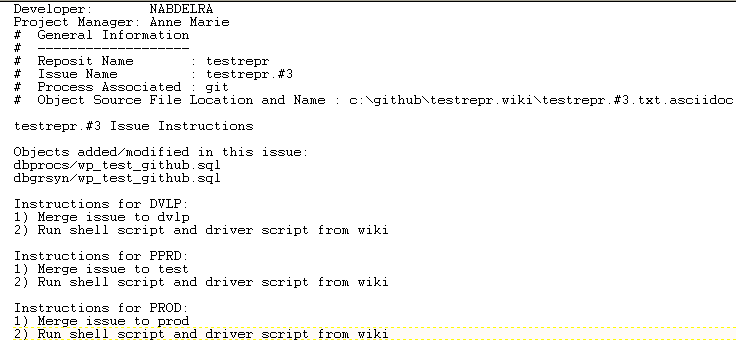 Developer:       NABDELRA
Project Manager: Anne Marie
#  General Information
#  -------------------
#  Reposit Name       : testrepr
#  Issue Name         : testrepr.#3
#  Process Associated : git
#  Object Source File Location and Name : c:\github\testrepr.wiki\testrepr.#3.txt.asciidoc
testrepr.#3 Issue Instructions
Objects added/modified in this issue:
dbprocs/wp_test_github.sql
dbgrsyn/wp_test_github.sql
Instructions for DVLP:
1) Merge issue to dvlp
2) Run shell script and driver script from wiki
Instructions for PPRD:
1) Merge issue to test
2) Run shell script and driver script from wiki
Instructions for PROD:
1) Merge issue to prod
2) Run shell script and driver script from wiki